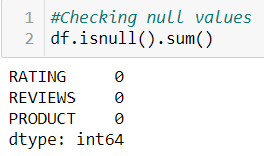 1 #Checking null values
2 df.isnull().sum()
RATING 0
REVIEWS 0
PRODUCT 0
dtype: int64